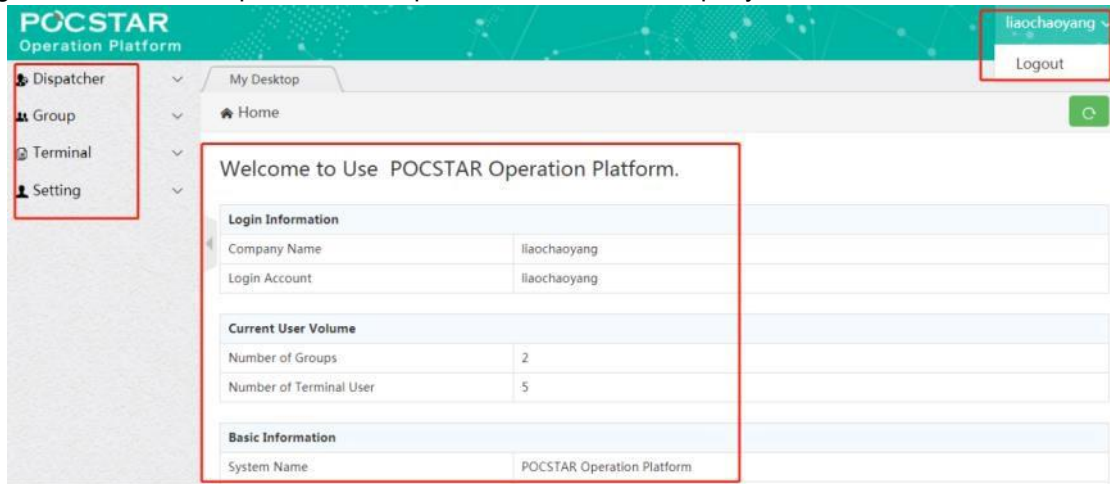 POCSTAR
Operation Platform
liaochaoyang
Logout
Dispatcher
Group
Terminal
Setting
My Desktop
Home
Welcome to Use POCSTAR Operation Platform.
Login Information
Company Name liaochaoyang
Login Account liaochaoyang
Current User Volume
Number of Groups 2
Number of Terminal User 5
Basic Information
System Name POCSTAR Operation Platform